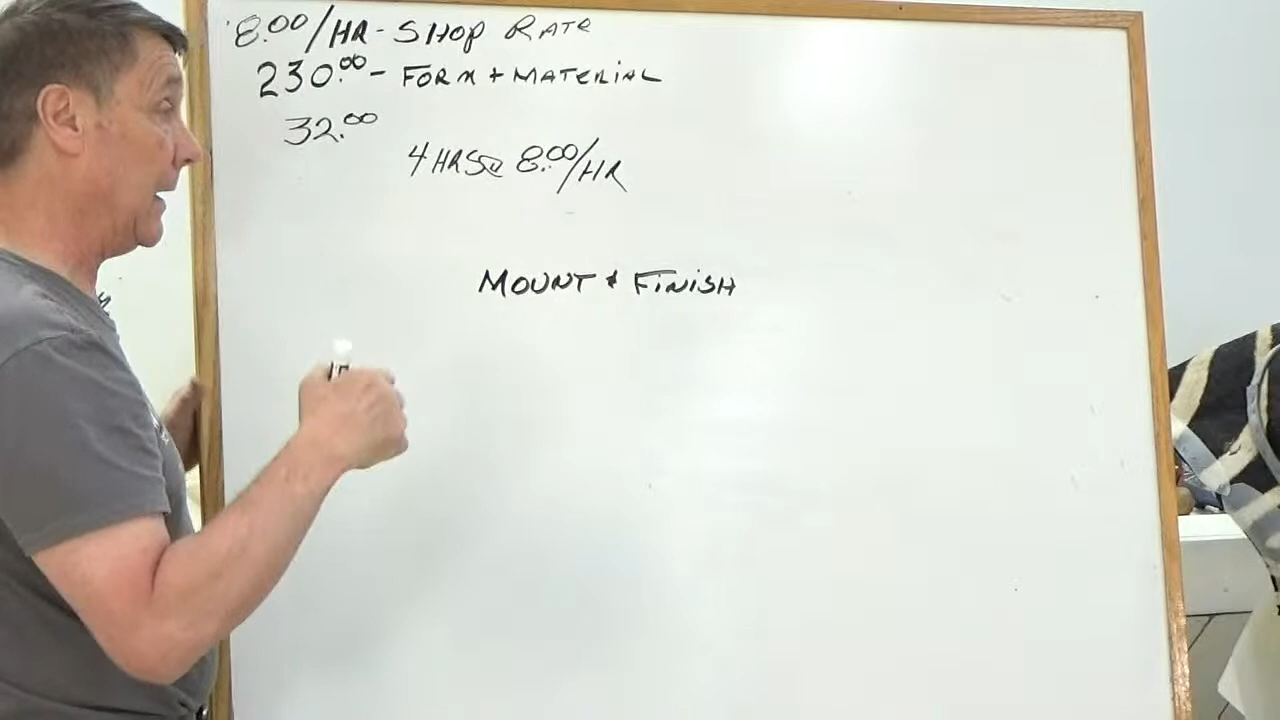 8.00/HR - SHOP RATE
230.00 - FORM + MATERIAL
32.00
4 HRS @ 8.00/HR
MOUNT & FINISH